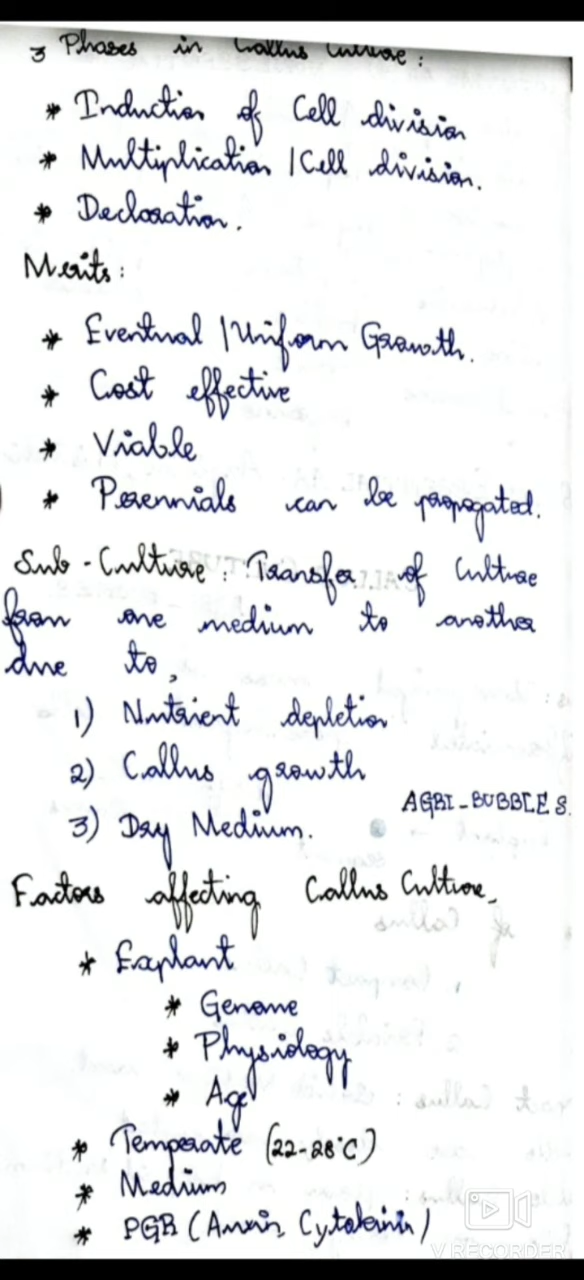 3 Phases in Callus Culture:
* Induction of Cell division
* Multiplication / Cell division.
* Declaration.
Merits:
* Eventual / Uniform Growth.
* Cost effective
* Viable
* Perennials can be propagated.
Sub-Culture: Transfer of Culture
from one medium to another
due to,
1) Nutrient depletion
2) Callus growth
3) Dry Medium.
AGRI-BUBBLES.
Factors affecting Callus Culture
* Explant
* Genome
* Physiology
* Age
* Temperate (22-28°C)
* Medium
* PGR (Auxin, Cytokinin)
V RECORDER